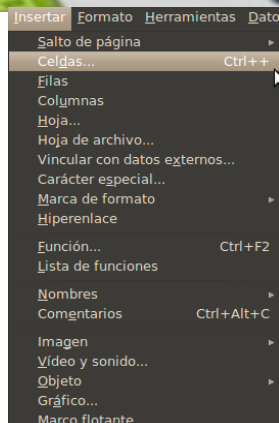 Insertar Formato Herramientas Dato
Salto de página
Celdas... Ctrl++
Filas
Columnas
Hoja...
Hoja de archivo...
Vincular con datos externos...
Carácter especial...
Marca de formato
Hiperenlace
Función... Ctrl+F2
Lista de funciones
Nombres
Comentarios Ctrl+Alt+C
Imagen
Vídeo y sonido...
Objeto
Gráfico...
Marco flotante